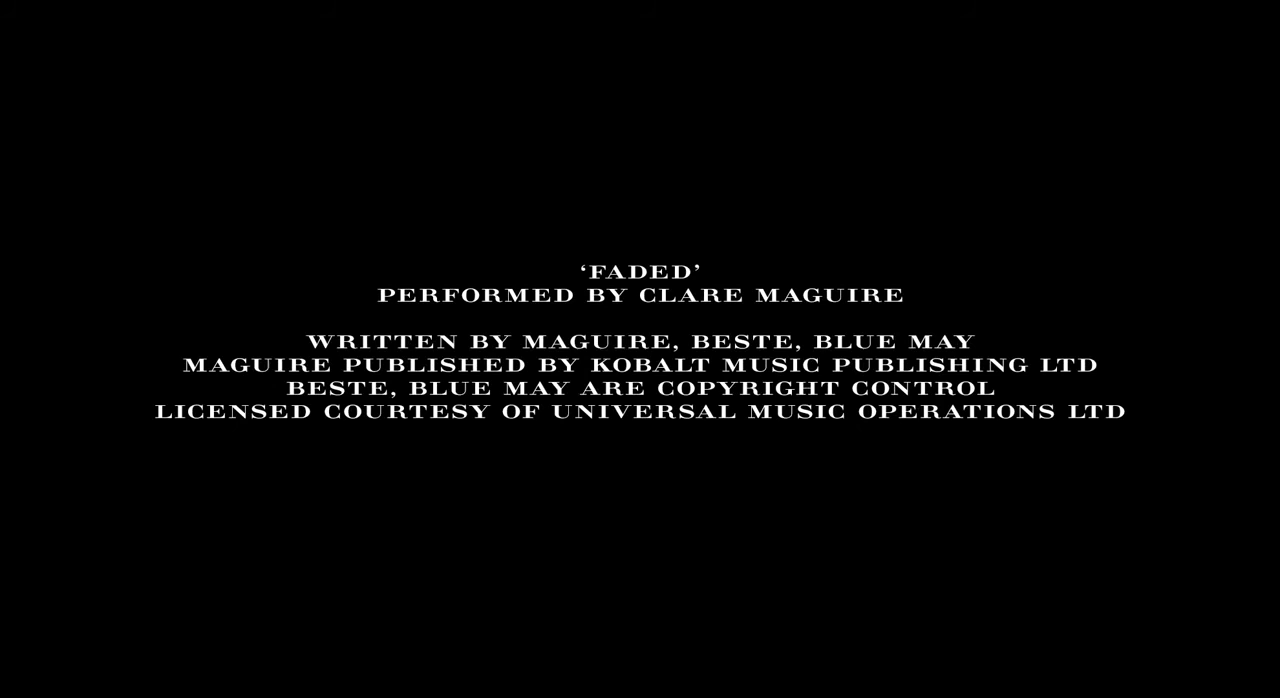 ‘FADED’
PERFORMED BY CLARE MAGUIRE
WRITTEN BY MAGUIRE, BESTE, BLUE MAY
MAGUIRE PUBLISHED BY KOBALT MUSIC PUBLISHING LTD
BESTE, BLUE MAY ARE COPYRIGHT CONTROL
LICENSED COURTESY OF UNIVERSAL MUSIC OPERATIONS LTD